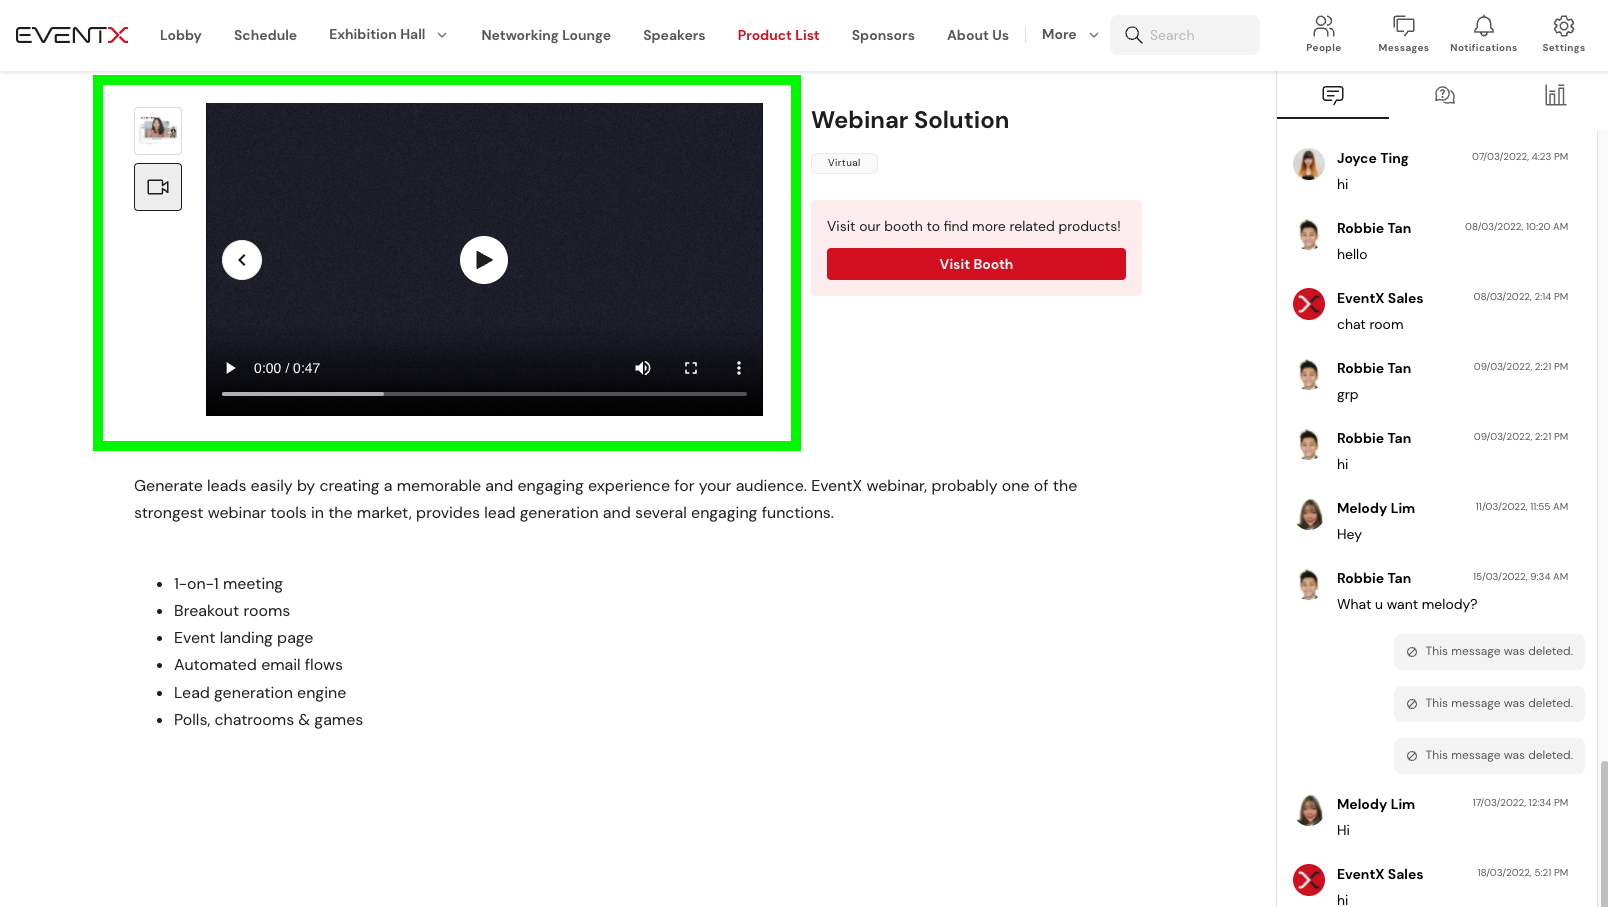 EVENTX
Lobby
Schedule
Exhibition Hall
Networking Lounge
Speakers
Product List
Sponsors
About Us
More
Search
People
Messages
Notifications
Settings
Webinar Solution
Virtual
Visit our booth to find more related products!
Visit Booth
0:00 / 0:47
Generate leads easily by creating a memorable and engaging experience for your audience. EventX webinar, probably one of the
strongest webinar tools in the market, provides lead generation and several engaging functions.
1-on-1 meeting
Breakout rooms
Event landing page
Automated email flows
Lead generation engine
Polls, chatrooms & games
Joyce Ting 07/03/2022, 4:23 PM
hi
Robbie Tan 08/03/2022, 10:20 AM
hello
EventX Sales 08/03/2022, 2:14 PM
chat room
Robbie Tan 09/03/2022, 2:21 PM
grp
Robbie Tan 09/03/2022, 2:21 PM
hi
Melody Lim 11/03/2022, 11:55 AM
Hey
Robbie Tan 15/03/2022, 9:34 AM
What u want melody?
This message was deleted.
This message was deleted.
This message was deleted.
Melody Lim 17/03/2022, 12:34 PM
Hi
EventX Sales 18/03/2022, 5:21 PM
hi